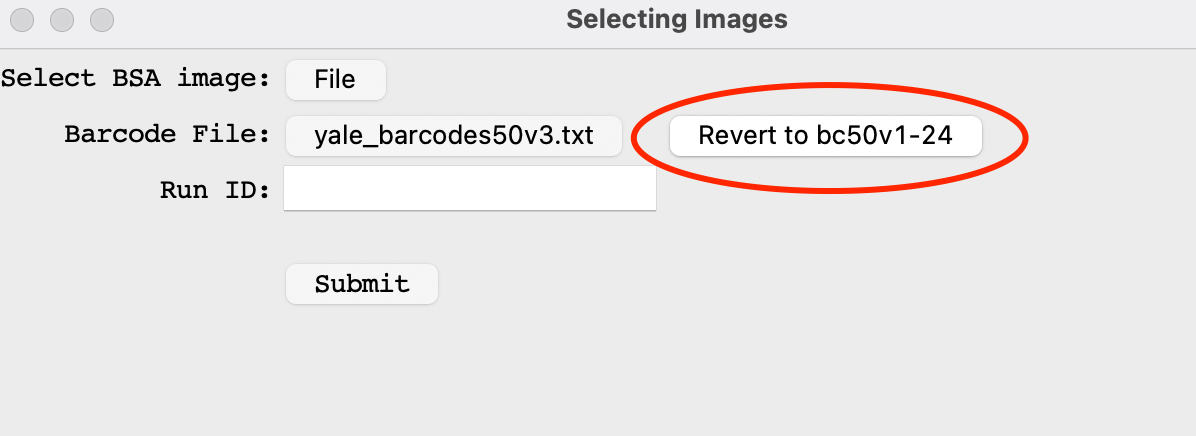 Selecting Images
Select BSA image: File
Barcode File: yale_barcodes50v3.txt Revert to bc50v1-24
Run ID:
Submit